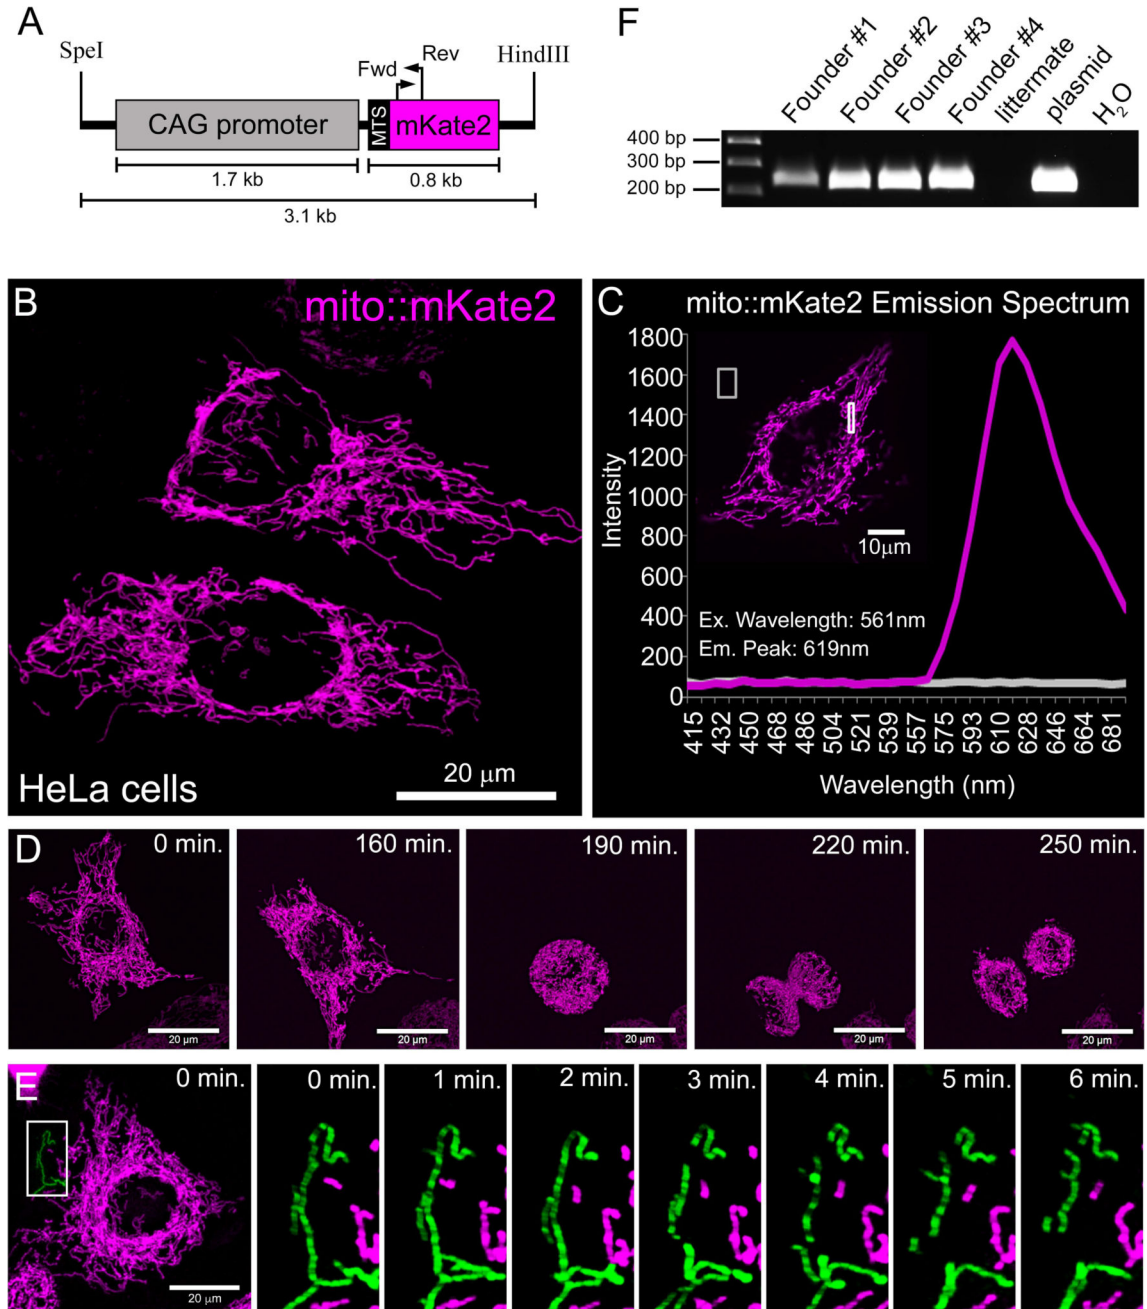 A
SpeI
HindIII
Fwd
Rev
CAG promoter
MTS
mKate2
1.7 kb
0.8 kb
3.1 kb
F
Founder #1
Founder #2
Founder #3
Founder #4
littermate
plasmid
H2O
400 bp
300 bp
200 bp
B
mito::mKate2
HeLa cells
20 μm
C
mito::mKate2 Emission Spectrum
1800
1600
1400
1200
1000
800
600
400
200
0
Intensity
10μm
Ex. Wavelength: 561nm
Em. Peak: 619nm
415 432 450 468 486 504 521 539 557 575 593 610 628 646 664 681
Wavelength (nm)
D
0 min.
160 min.
190 min.
220 min.
250 min.
20 μm
20 μm
20 μm
20 μm
20 μm
E
0 min.
0 min.
1 min.
2 min.
3 min.
4 min.
5 min.
6 min.
20 μm